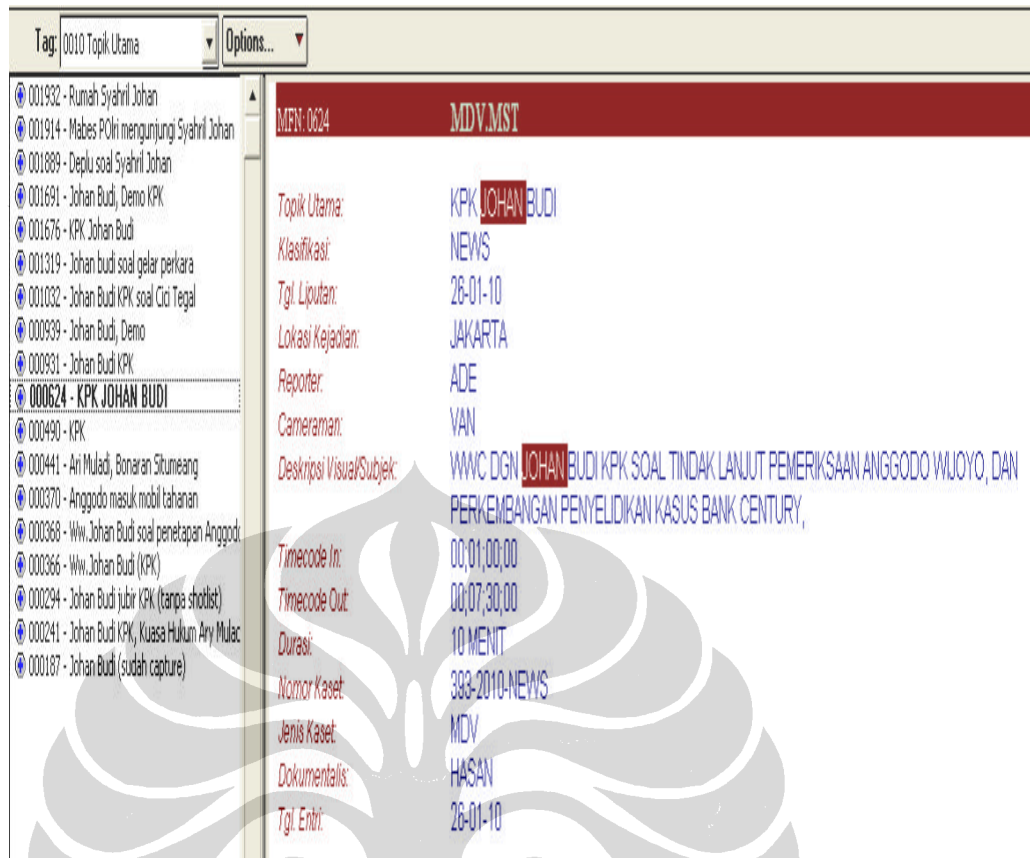 Tag: 0010 Topik Utama Options...
001932 - Rumah Syahril Johan
001914 - Mabes POlri mengunjungi Syahril Johan
001889 - Deplu soal Syahril Johan
001691 - Johan Budi, Demo KPK
001676 - KPK Johan Budi
001319 - Johan budi soal gelar perkara
001032 - Johan Budi KPK soal Cici Tegal
000939 - Johan Budi, Demo
000931 - Johan Budi KPK
000624 - KPK JOHAN BUDI
000490 - KPK
000441 - Ari Muladi, Bonaran Situmeang
000370 - Anggodo masuk mobil tahanan
000368 - Ww.Johan Budi soal penetapan Anggodo
000366 - Ww.Johan Budi (KPK)
000294 - Johan Budi jubir KPK (tanpa shotlist)
000241 - Johan Budi KPK, Kuasa Hukum Ary Mulac
000187 - Johan Budi (sudah capture)
MFN: 0624 MDV.MST
Topik Utama: KPK JOHAN BUDI
Klasifikasi: NEWS
Tgl. Liputan: 26-01-10
Lokasi Kejadian: JAKARTA
Reporter: ADE
Cameraman: VAN
Deskripsi Visual/Subjek: WWC DGN JOHAN BUDI KPK SOAL TINDAK LANJUT PEMERIKSAAN ANGGODO WIJOYO, DAN
PERKEMBANGAN PENYELIDIKAN KASUS BANK CENTURY,
Timecode In: 00;01;00;00
Timecode Out: 00;07;30;00
Durasi: 10 MENIT
Nomor Kaset: 393-2010-NEWS
Jenis Kaset: MDV
Dokumentalis: HASAN
Tgl. Entri: 26-01-10